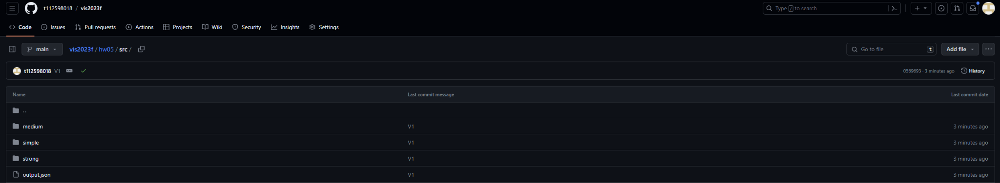 t112598018 / vis2023f Type / to search
Code Issues Pull requests Actions Projects Wiki Security Insights Settings
main vis2023f / hw05 / src / Go to file t Add file
t112598018 V1 0569693 · 3 minutes ago History
Name Last commit message Last commit date
..
medium V1 3 minutes ago
simple V1 3 minutes ago
strong V1 3 minutes ago
output.json V1 3 minutes ago